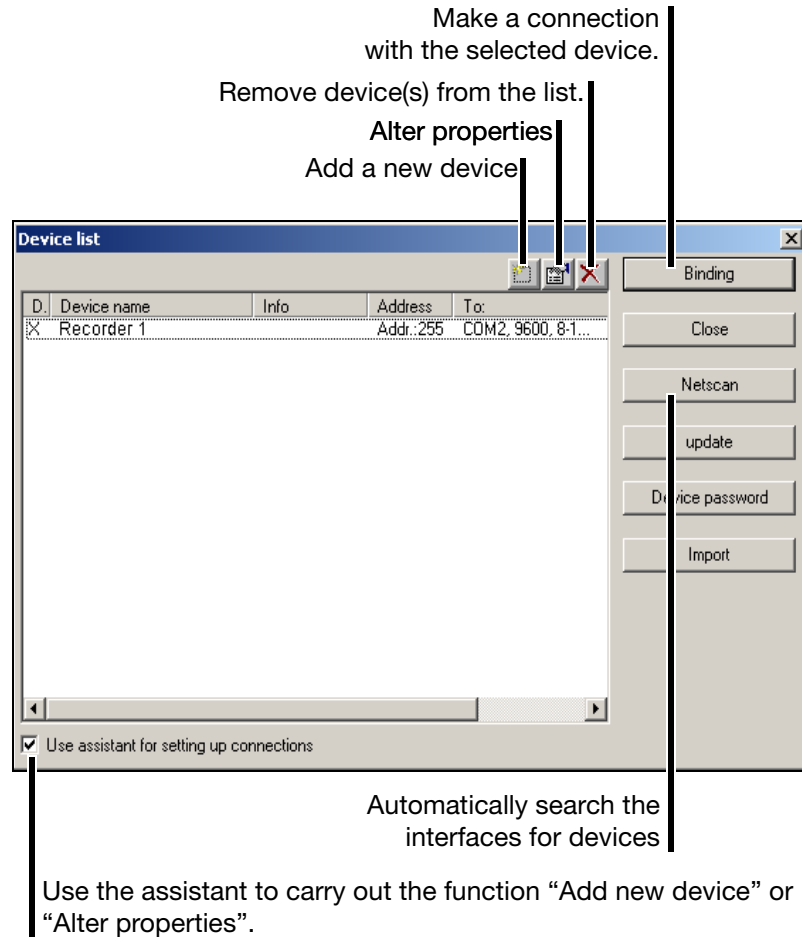 Make a connection
with the selected device.
Remove device(s) from the list.
Alter properties
Add a new device
Device list
Binding
D. Device name Info Address To:
X Recorder 1 Addr.:255 COM2, 9600, 8-1...
Close
Netscan
update
Device password
Import
Use assistant for setting up connections
Automatically search the
interfaces for devices
Use the assistant to carry out the function “Add new device” or
“Alter properties”.